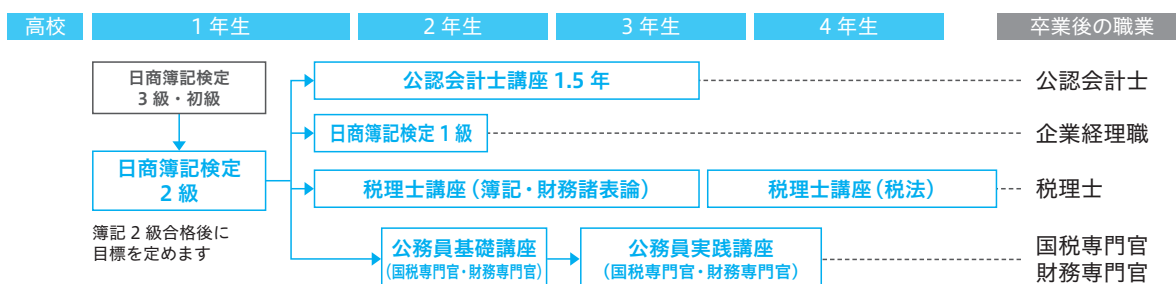 高校
1 年生
2 年生
3 年生
4 年生
卒業後の職業
日商簿記検定
3 級・初級
公認会計士講座 1.5 年
公認会計士
日商簿記検定 1 級
企業経理職
日商簿記検定
2 級
税理士講座（簿記・財務諸表論）
税理士講座（税法）
税理士
簿記 2 級合格後に
目標を定めます
公務員基礎講座
（国税専門官・財務専門官）
公務員実践講座
（国税専門官・財務専門官）
国税専門官
財務専門官